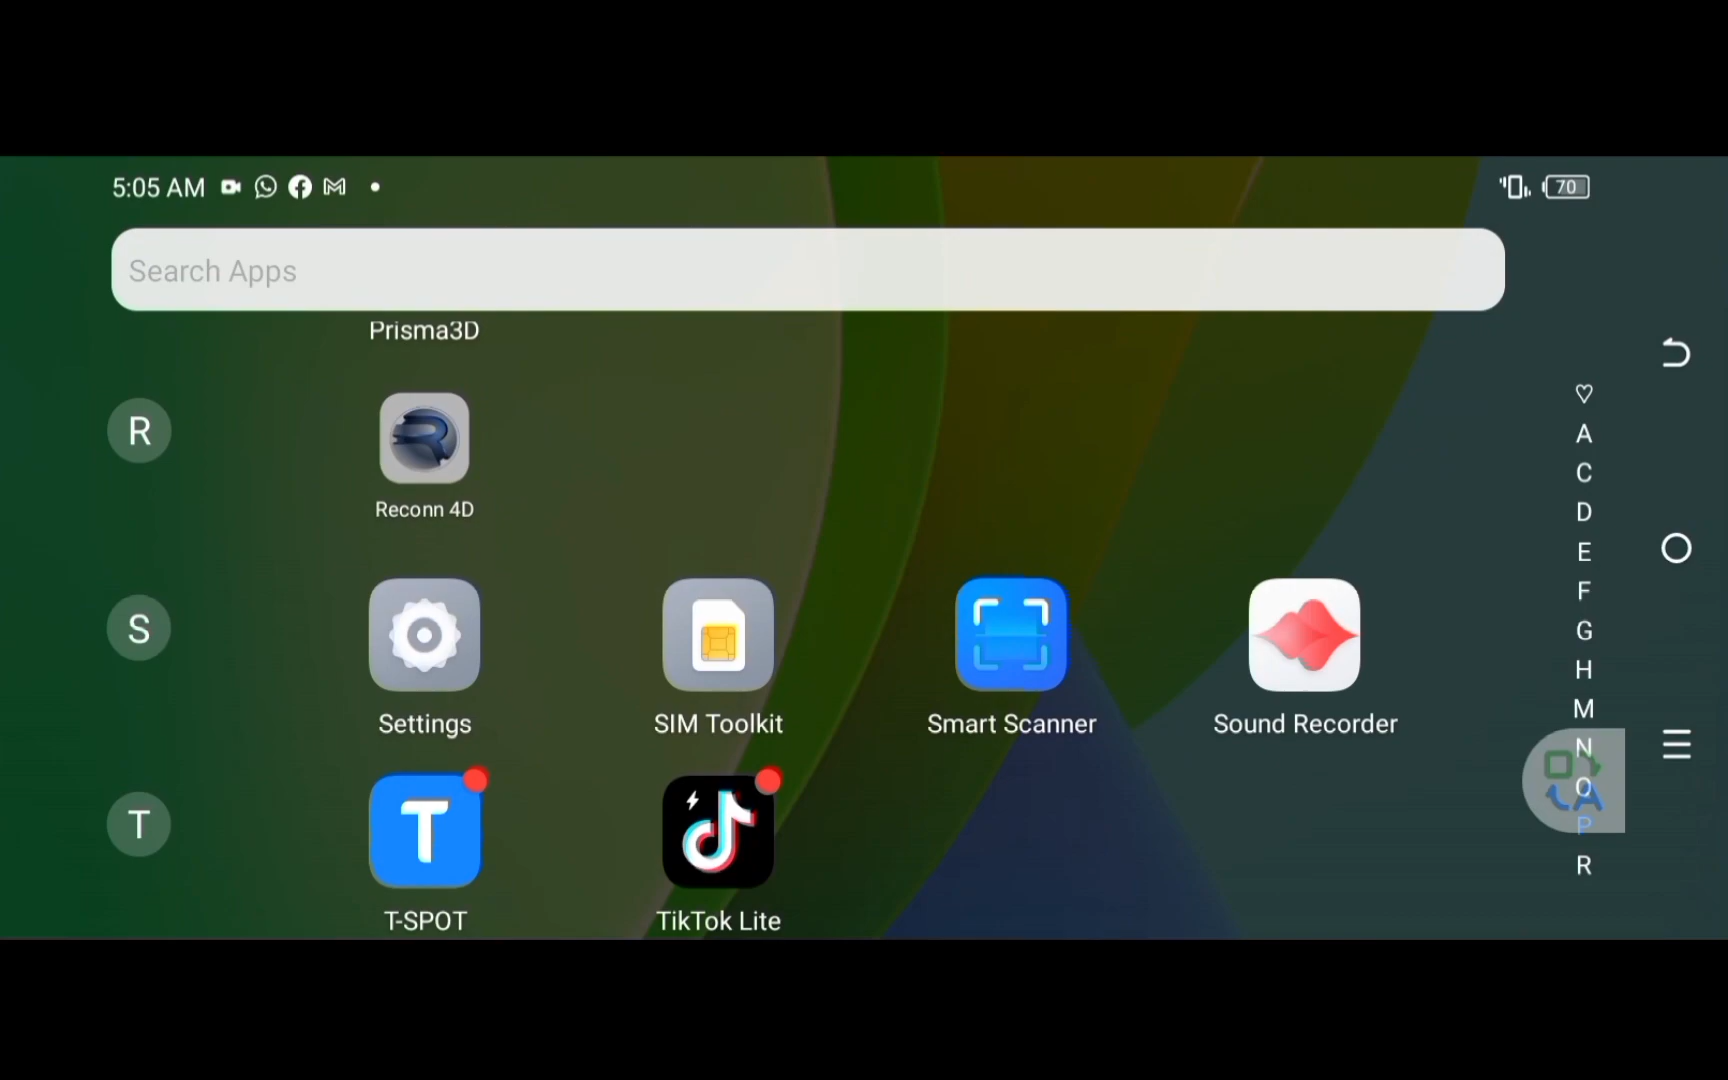 5:05 AM
70
Search Apps
Prisma3D
R
Reconn 4D
S
Settings
SIM Toolkit
Smart Scanner
Sound Recorder
T
T
T-SPOT
TikTok Lite
♡
A
C
D
E
F
G
H
M
N
O
A
P
R